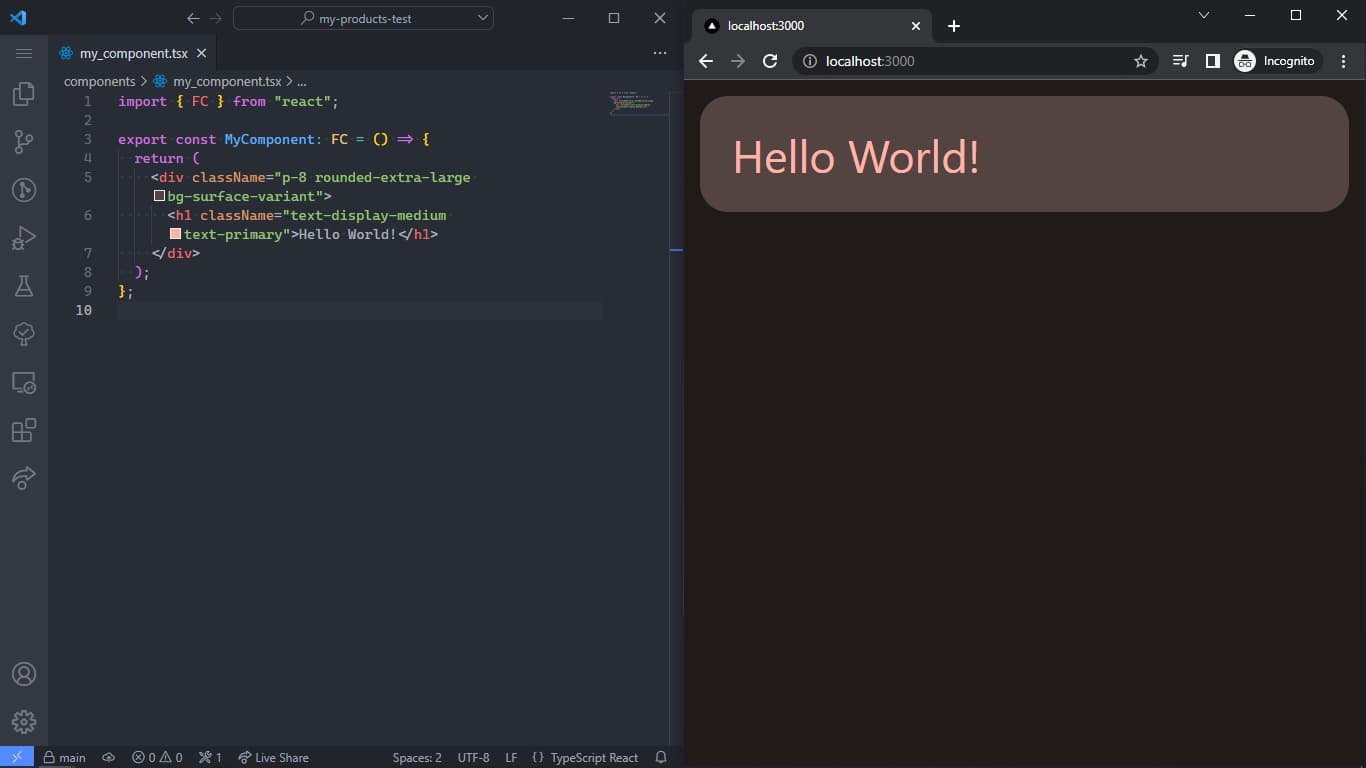 my-products-test
my_component.tsx
components > my_component.tsx > ...
1 import { FC } from "react";
2
3 export const MyComponent: FC = () => {
4 return (
5 <div className="p-8 rounded-extra-large
bg-surface-variant">
6 <h1 className="text-display-medium
text-primary">Hello World!</h1>
7 </div>
8 );
9 };
10
main 0 0 1 Live Share Spaces: 2 UTF-8 LF {} TypeScript React
localhost:3000
localhost:3000 Incognito
Hello World!